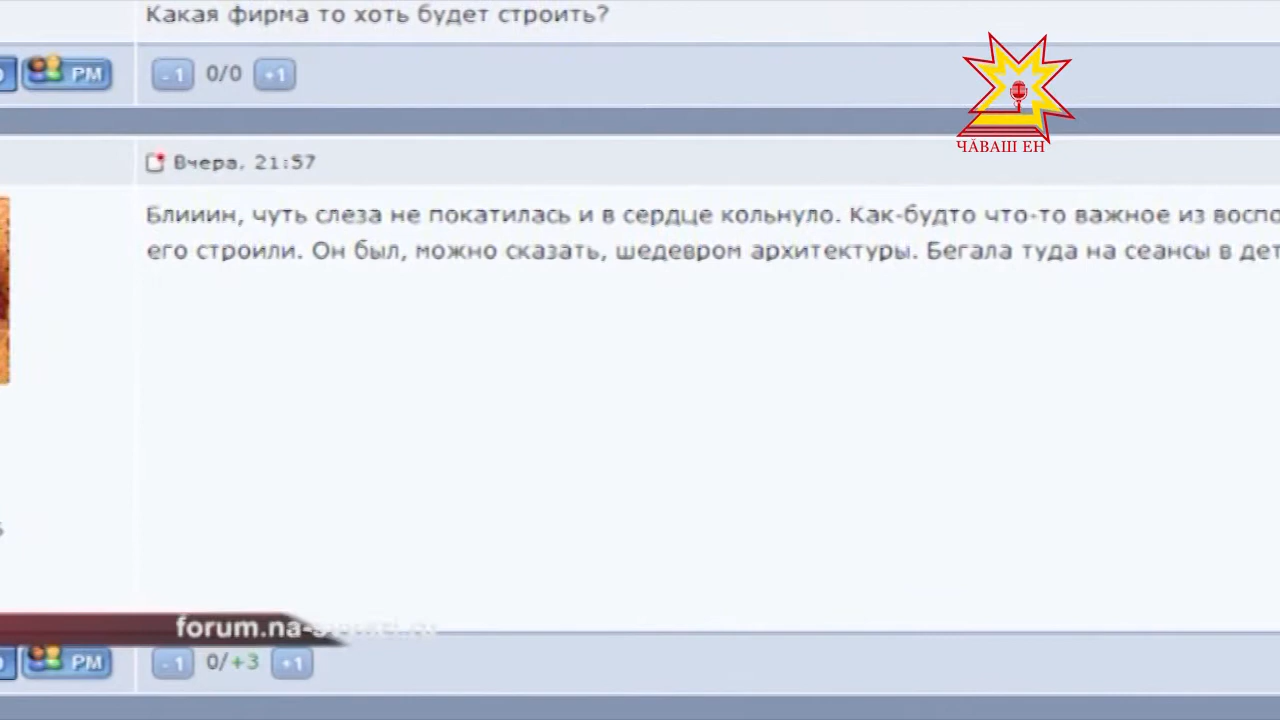 Какая фирма то хоть будет строить?
PM
- 1 0/0 +1
ЧӐВАШ ЕН
Вчера, 21:57
Блииин, чуть слеза не покатилась и в сердце кольнуло. Как-будто что-то важное из воспо
его строили. Он был, можно сказать, шедевром архитектуры. Бегала туда на сеансы в дет
forum.na-
PM
- 1 0/+3 +1